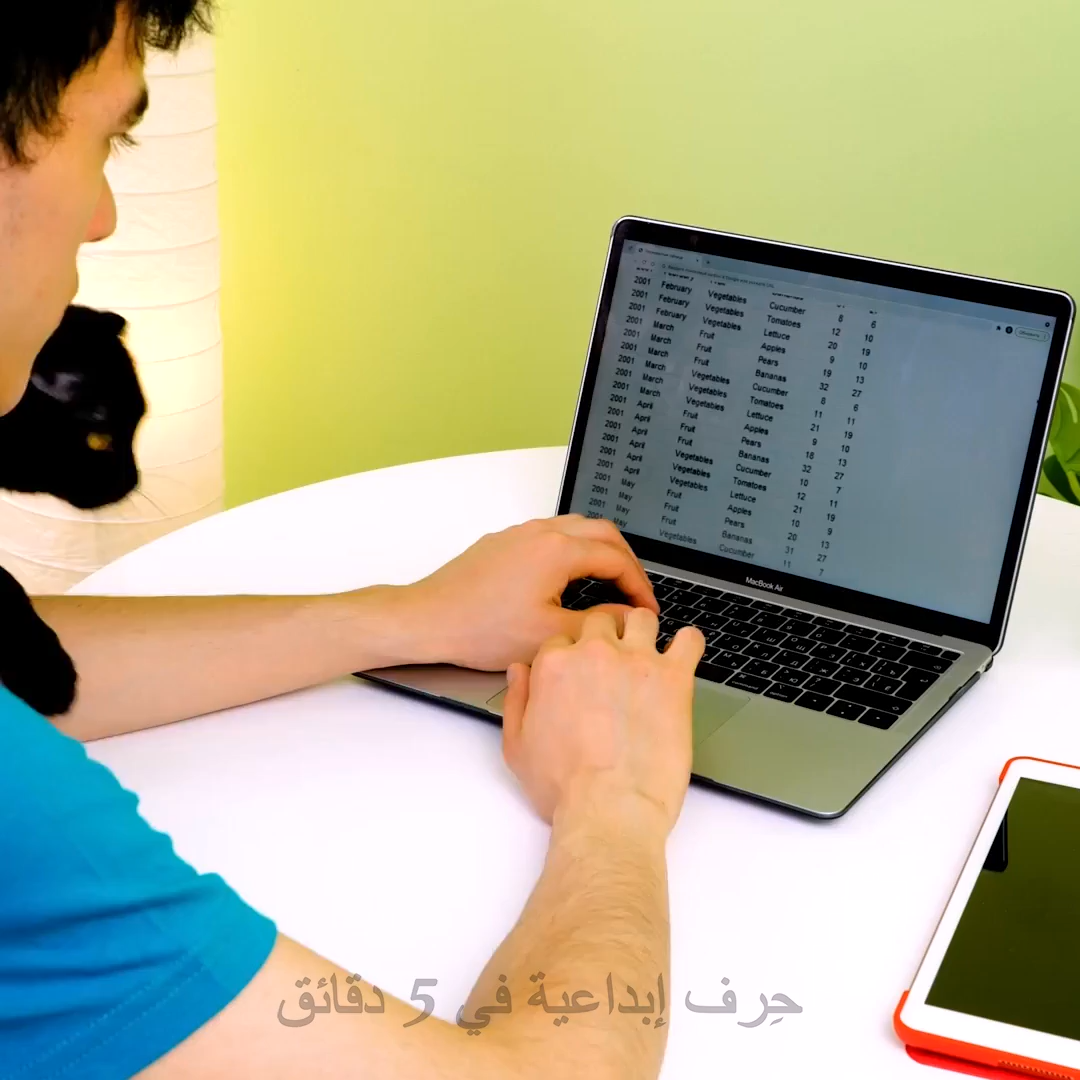 2001 February Vegetables Cucumber 8 6
2001 February Vegetables Tomatoes 12 10
2001 February Vegetables Lettuce 20 19
2001 March Fruit Apples 9 10
2001 March Fruit Pears 19 13
2001 March Fruit Bananas 32 27
2001 March Vegetables Cucumber 8 6
2001 March Vegetables Tomatoes 11 11
2001 March Vegetables Lettuce 21 19
2001 April Fruit Apples 9 10
2001 April Fruit Pears 18 13
2001 April Fruit Bananas 32 27
2001 April Vegetables Cucumber 10 7
2001 April Vegetables Tomatoes 12 11
2001 April Vegetables Lettuce 21 19
2001 May Fruit Apples 10 9
2001 May Fruit Pears 20 13
2001 May Fruit Bananas 31 27
2001 May Vegetables Cucumber 11 7
MacBook Air
حِرف إبداعية في 5 دقائق